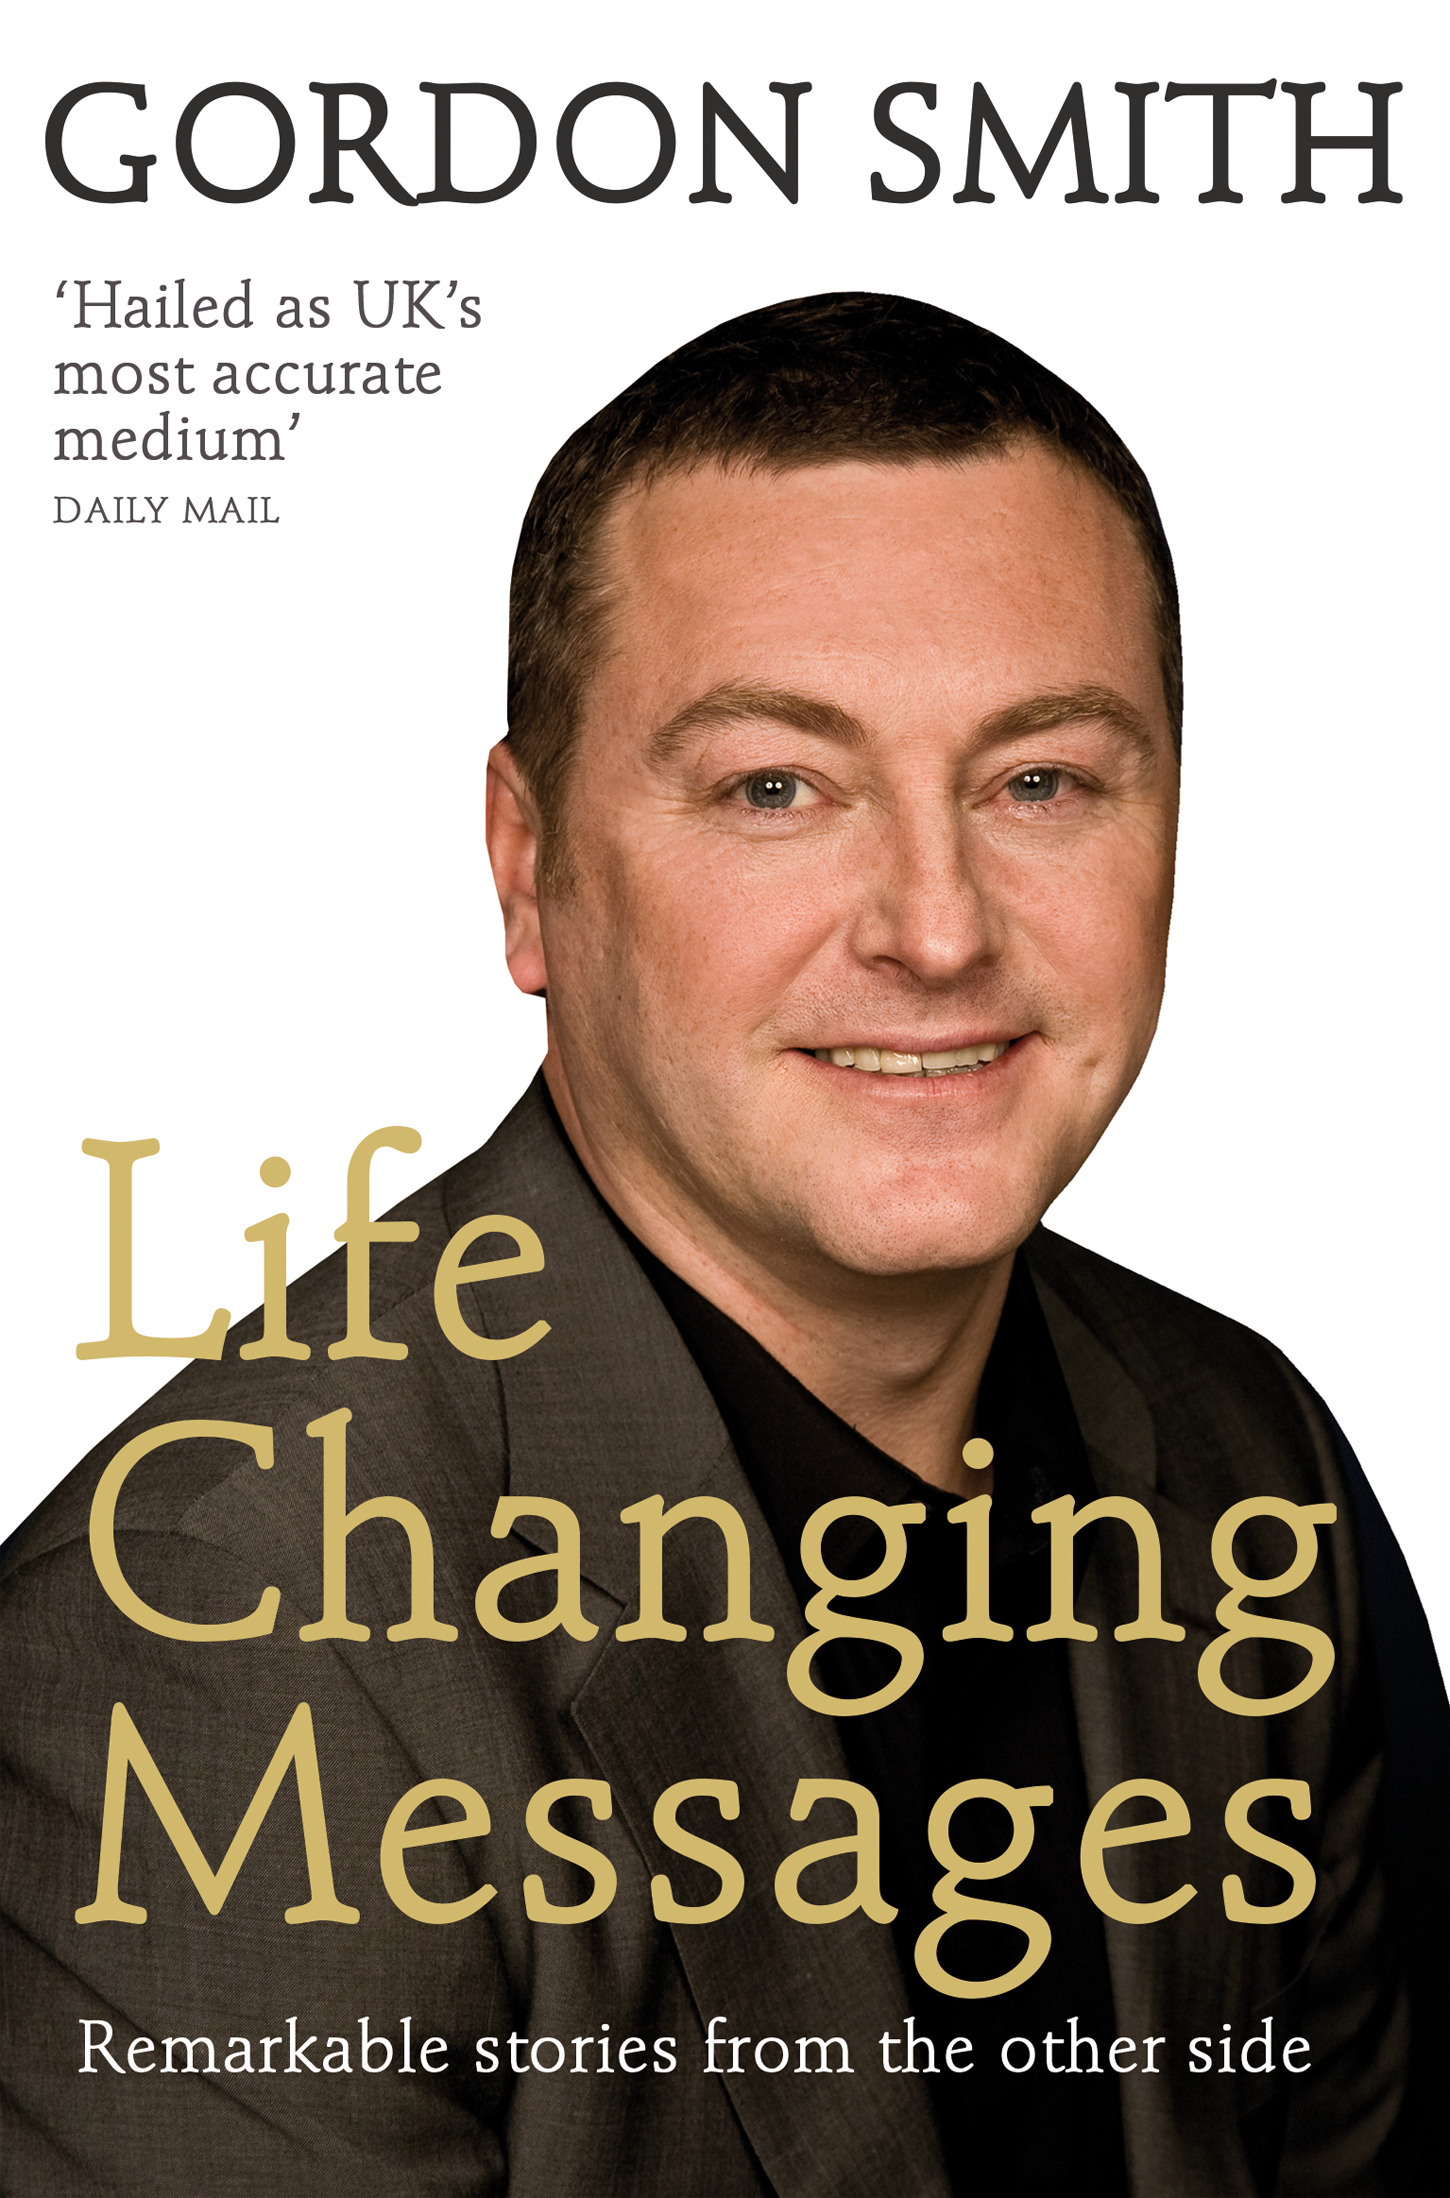 GORDON SMITH
‘Hailed as UK’s
most accurate
medium’
DAILY MAIL
Life
Changing
Messages
Remarkable stories from the other side